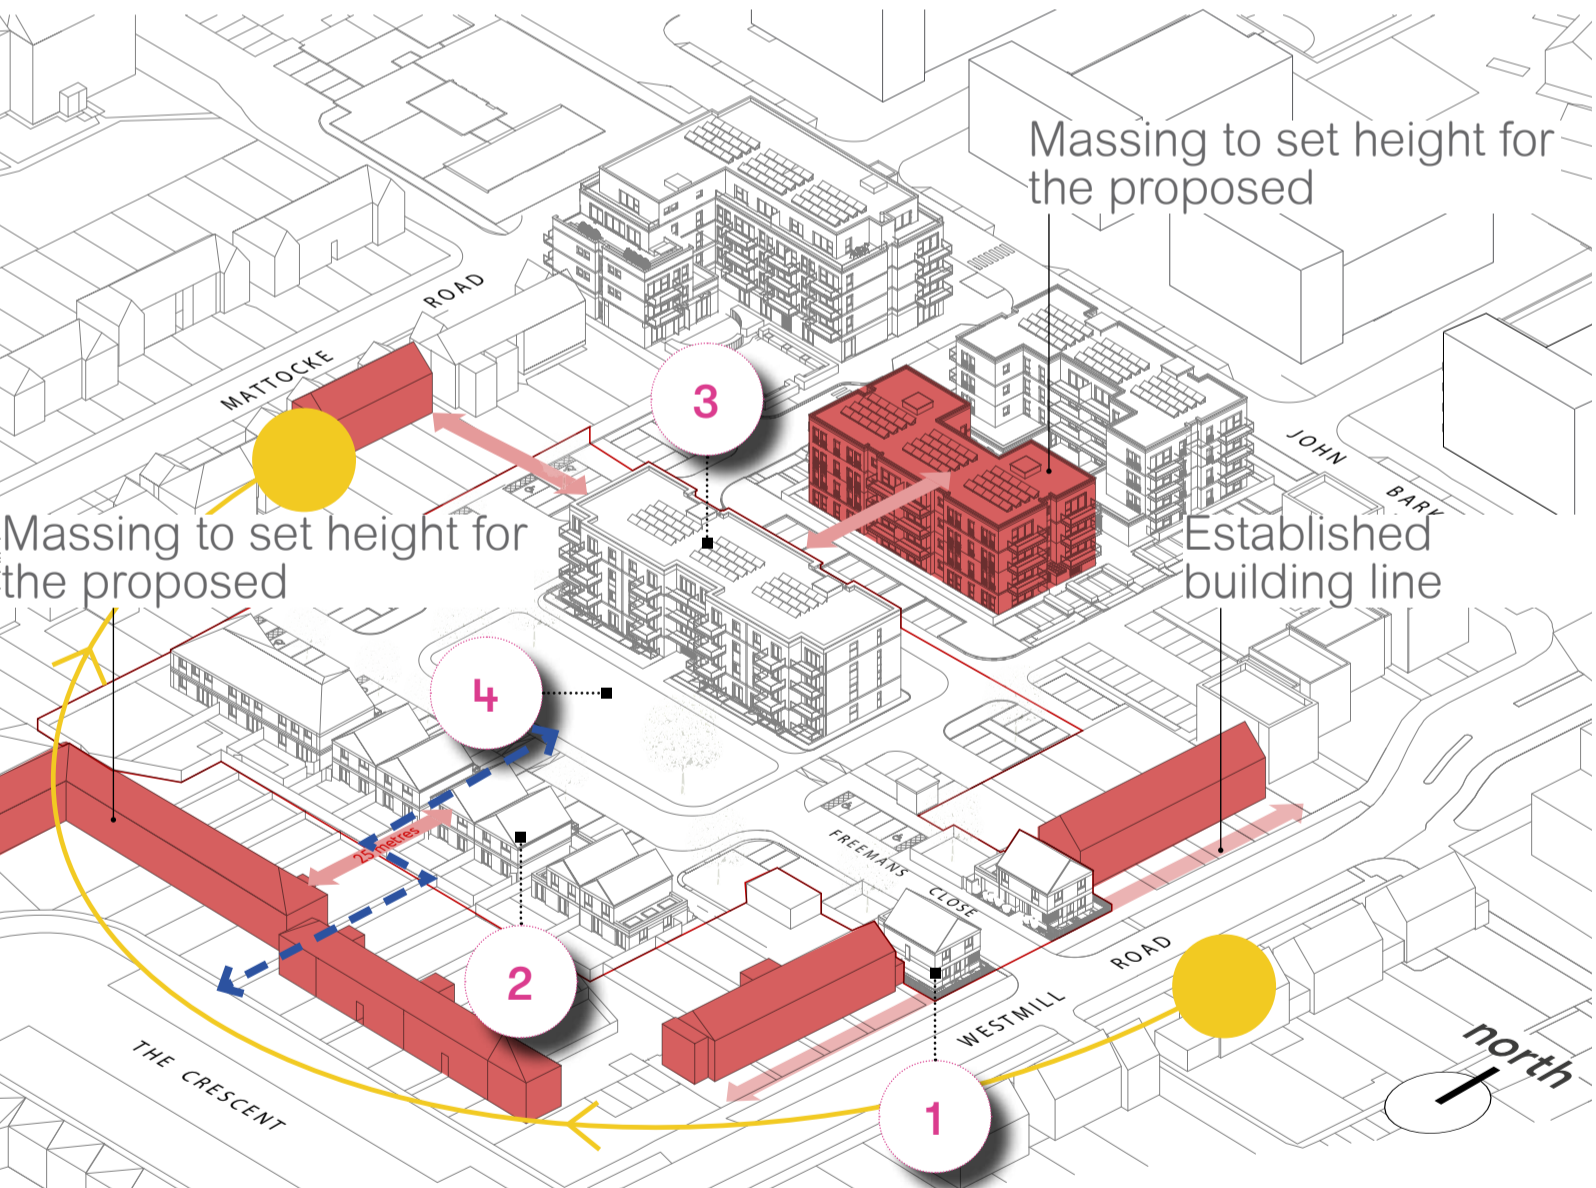 Massing to set height for
the proposed
ROAD
MATTOCKE
3
JOHN
BARK
Massing to set height for
the proposed
Established
building line
4
25 metres
FREEMANS CLOSE
2
ROAD
WESTMILL
north
THE CRESCENT
1